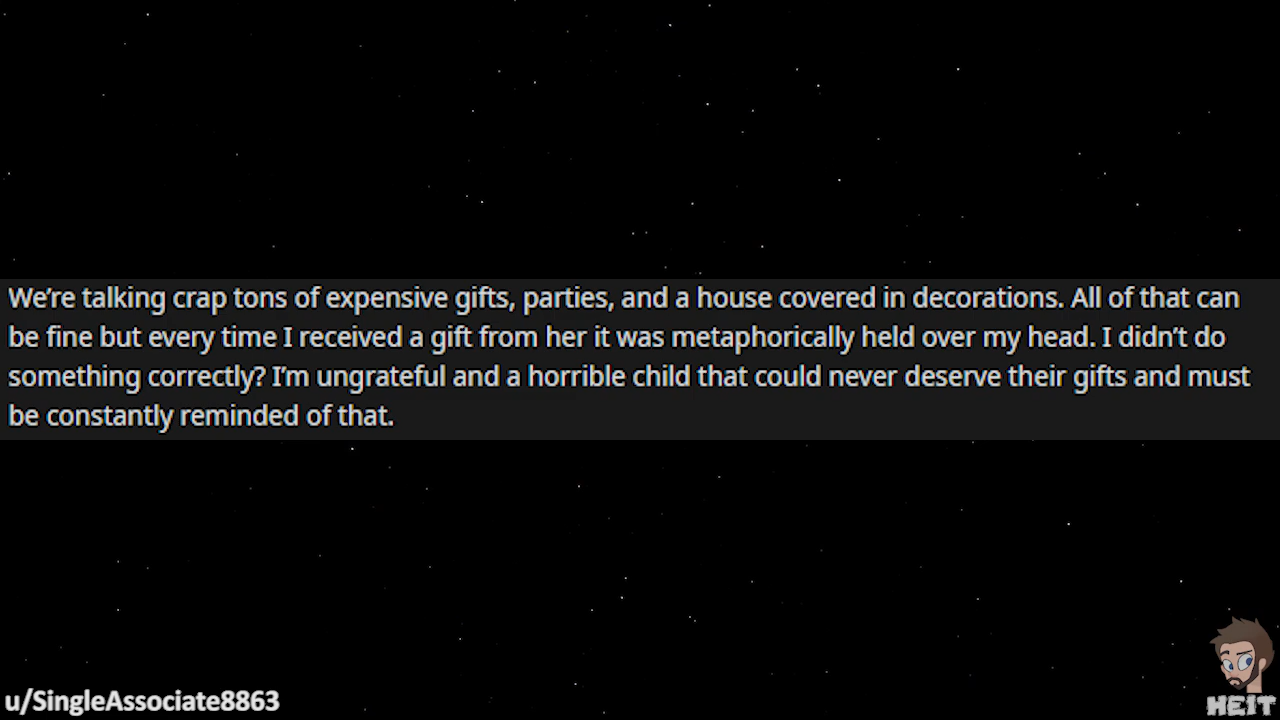 We’re talking crap tons of expensive gifts, parties, and a house covered in decorations. All of that can
be fine but every time I received a gift from her it was metaphorically held over my head. I didn’t do
something correctly? I’m ungrateful and a horrible child that could never deserve their gifts and must
be constantly reminded of that.
u/SingleAssociate8863
HEIT